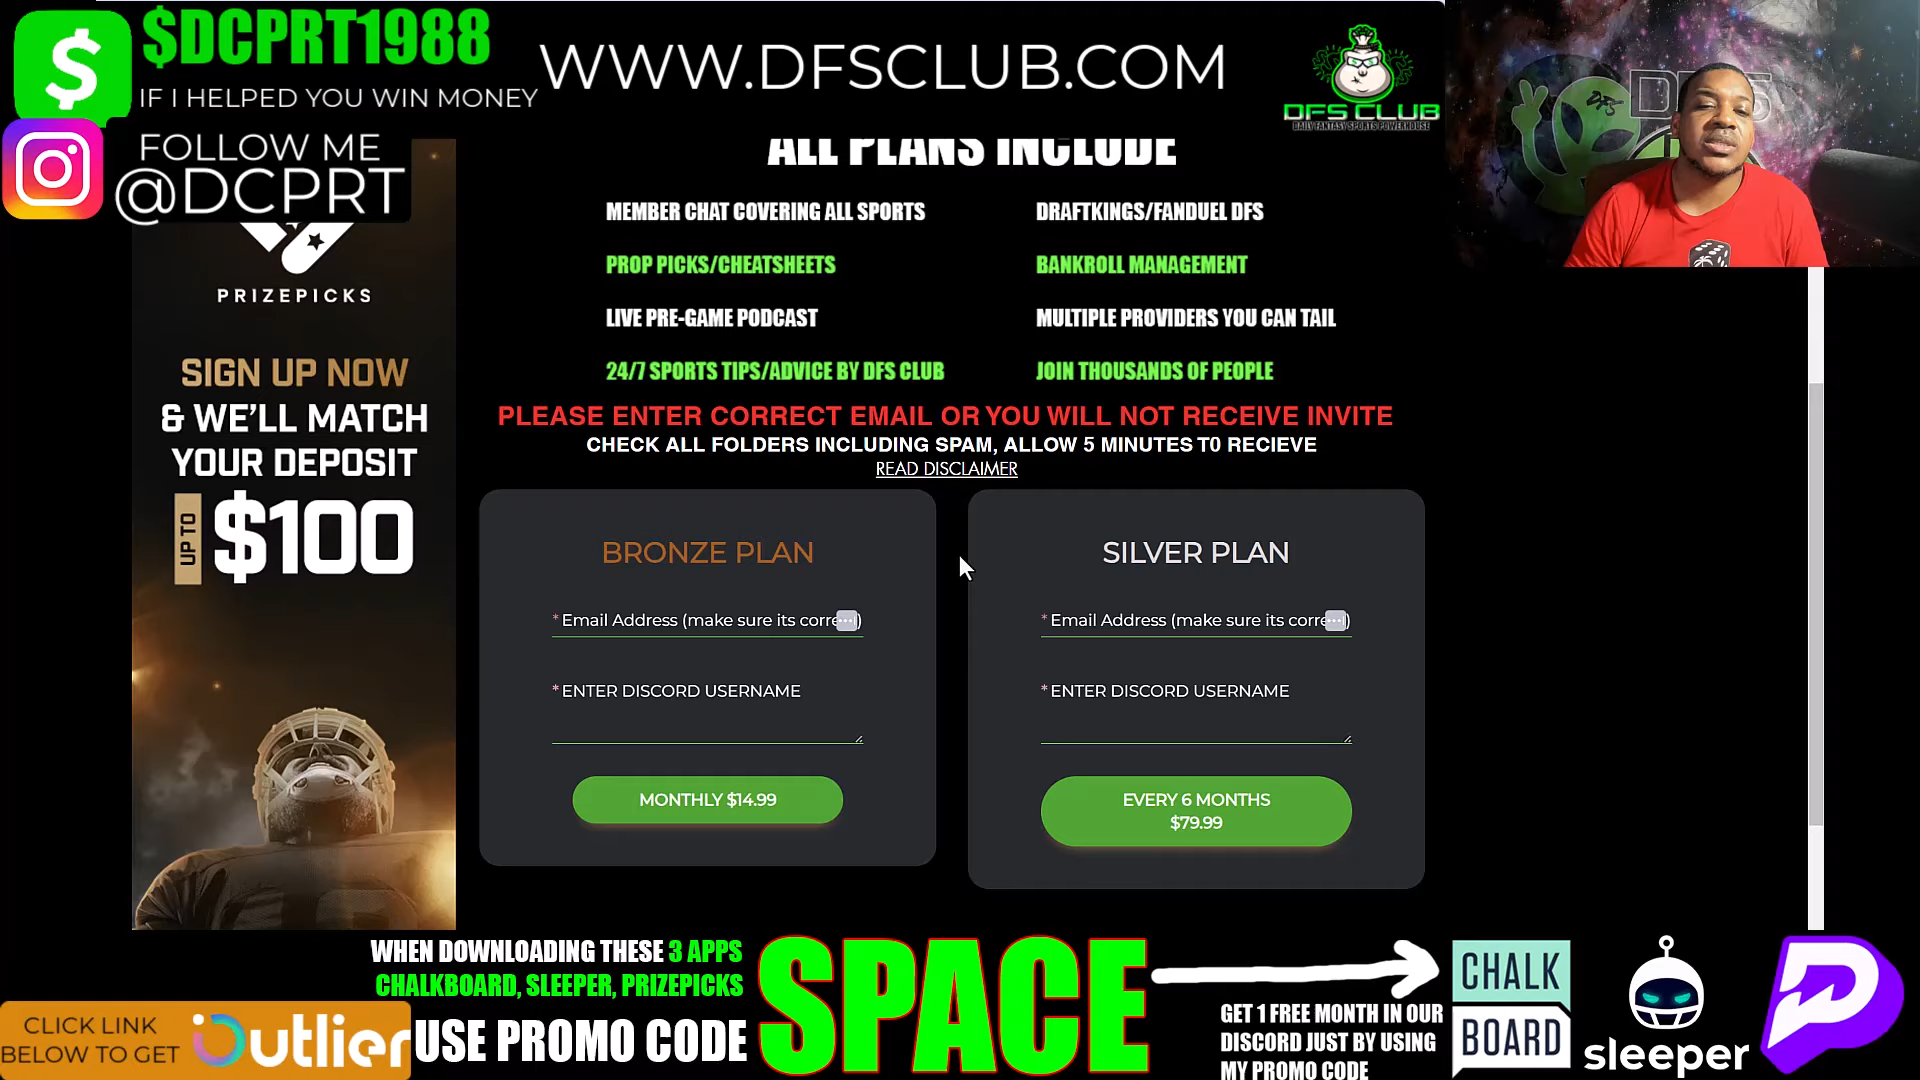 $DCPRT1988
IF I HELPED YOU WIN MONEY
WWW.DFSCLUB.COM
DFS CLUB
DAILY FANTASY SPORTS POWERHOUSE
FOLLOW ME
@DCPRT
PRIZEPICKS
SIGN UP NOW
& WE'LL MATCH
YOUR DEPOSIT
UP TO
$100
ALL PLANS INCLUDE
MEMBER CHAT COVERING ALL SPORTS
DRAFTKINGS/FANDUEL DFS
PROP PICKS/CHEATSHEETS
BANKROLL MANAGEMENT
LIVE PRE-GAME PODCAST
MULTIPLE PROVIDERS YOU CAN TAIL
24/7 SPORTS TIPS/ADVICE BY DFS CLUB
JOIN THOUSANDS OF PEOPLE
PLEASE ENTER CORRECT EMAIL OR YOU WILL NOT RECEIVE INVITE
CHECK ALL FOLDERS INCLUDING SPAM, ALLOW 5 MINUTES T0 RECIEVE
READ DISCLAIMER
BRONZE PLAN
* Email Address (make sure its corre)
* ENTER DISCORD USERNAME
MONTHLY $14.99
SILVER PLAN
* Email Address (make sure its corre)
* ENTER DISCORD USERNAME
EVERY 6 MONTHS
$79.99
WHEN DOWNLOADING THESE 3 APPS
CHALKBOARD, SLEEPER, PRIZEPICKS
USE PROMO CODE
SPACE
CLICK LINK
BELOW TO GET
Outlier
GET 1 FREE MONTH IN OUR
DISCORD JUST BY USING
MY PROMO CODE
CHALK
BOARD
sleeper